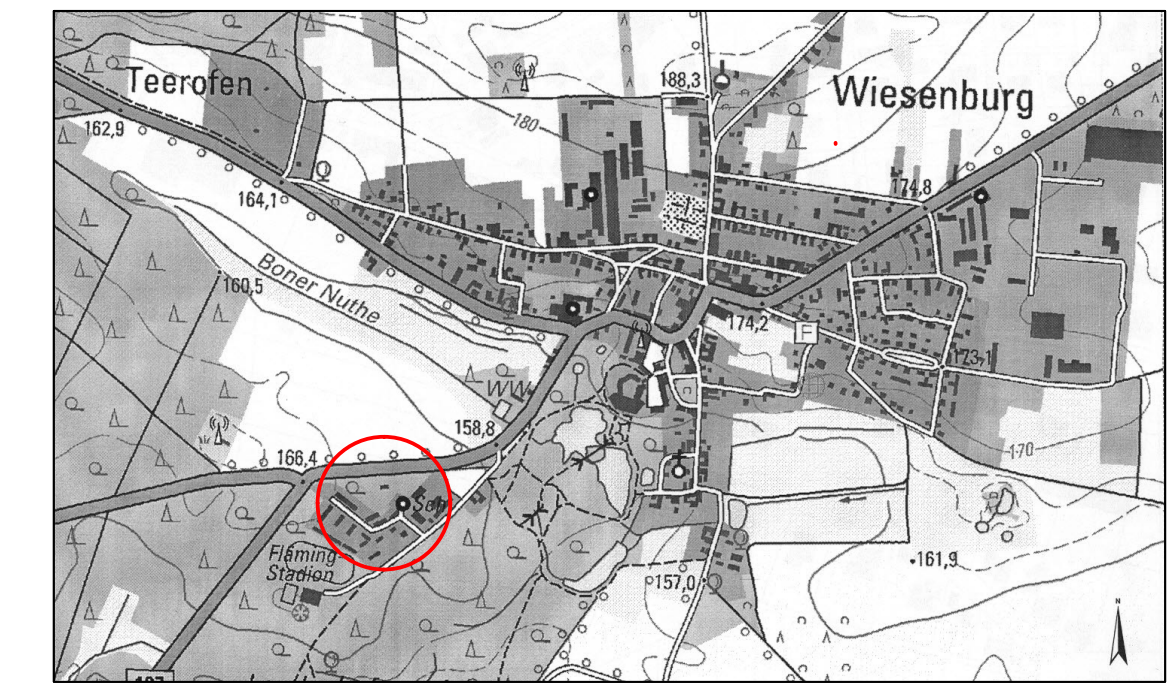 Teerofen
Wiesenburg
188,3
180
162,9
164,1
174,8
160,5
Boner Nuthe
174,2
F
173,1
WW
158,8
166,4
170
Sch
Fläming-
Stadion
161,9
157,0
N
107